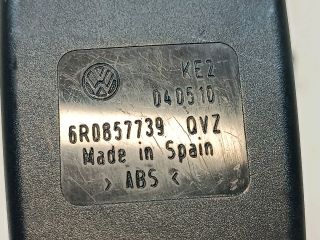 KE2
040510
6R0857739 QVZ
Made in Spain
> ABS <